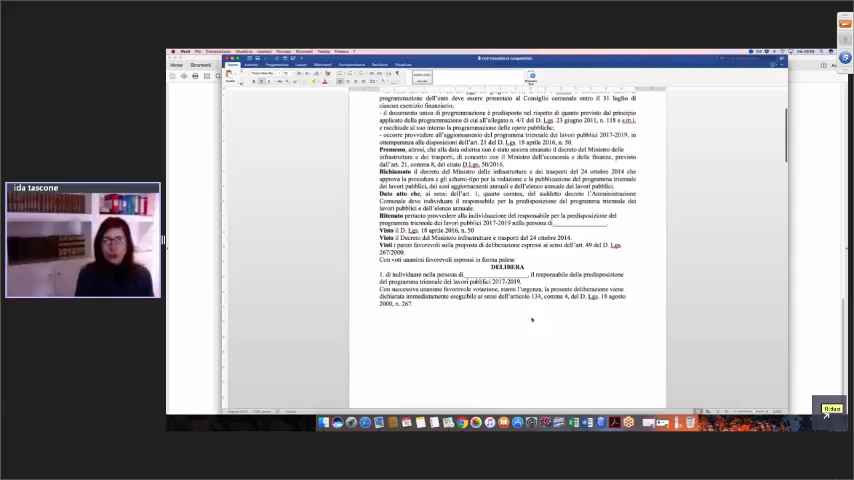 ida tascone
programmazione dell'ente deve essere presentato al Consiglio comunale entro il 31 luglio di
ciascun esercizio finanziario;
- il documento unico di programmazione è predisposto nel rispetto di quanto previsto dal principio
applicato della programmazione di cui all'allegato n. 4/1 del D. Lgs. 23 giugno 2011, n. 118 e s.m.i.
e racchiude al suo interno la programmazione delle opere pubbliche;
- occorre provvedere all'aggiornamento del programma triennale dei lavori pubblici 2017-2019, in
ottemperanza alle disposizioni dell'art. 21 del D. Lgs. 18 aprile 2016, n. 50.
Premesso, altresì, che alla data odierna non è stato ancora emanato il decreto del Ministro delle
infrastrutture e dei trasporti, di concerto con il Ministro dell'economia e delle finanze, previsto
dall'art. 21, comma 8, del citato D.Lgs. 50/2016.
Richiamato il decreto del Ministro delle infrastrutture e dei trasporti del 24 ottobre 2014 che
approva la procedura e gli schemi-tipo per la redazione e la pubblicazione del programma triennale
dei lavori pubblici, dei suoi aggiornamenti annuali e dell'elenco annuale dei lavori pubblici.
Dato atto che, ai sensi dell'art. 1, quarto comma, del suddetto decreto l'Amministrazione
Comunale deve individuare il responsabile per la predisposizione del programma triennale dei
lavori pubblici e dell'elenco annuale.
Ritenuto pertanto provvedere alla individuazione del responsabile per la predisposizione del
programma triennale dei lavori pubblici 2017-2019 nella persona di
Visto il D. Lgs. 18 aprile 2016, n. 50
Visto il Decreto del Ministero infrastrutture e trasporti del 24 ottobre 2014.
Visti i pareri favorevoli sulla proposta di deliberazione espressi ai sensi dell'art. 49 del D. Lgs.
267/2000.
Con voti unanimi favorevoli espressi in forma palese
DELIBERA
1. di individuare nella persona di , il responsabile della predisposizione
del programma triennale dei lavori pubblici 2017-2019.
Con successiva unanime favorevole votazione, stante l'urgenza, la presente deliberazione viene
dichiarata immediatamente eseguibile ai sensi dell'articolo 134, comma 4, del D. Lgs. 18 agosto
2000, n. 267.
Riduci